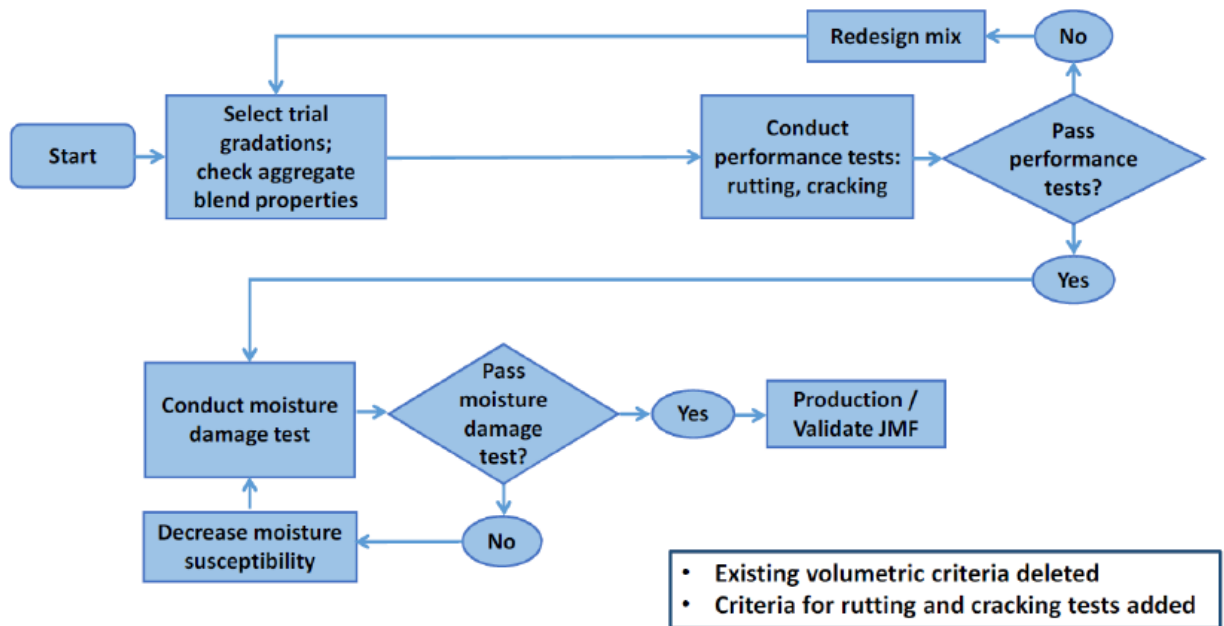 Redesign mix
No
Start
Select trial
gradations;
check aggregate
blend properties
Conduct
performance tests:
rutting, cracking
Pass
performance
tests?
Yes
Conduct moisture
damage test
Pass
moisture
damage
test?
Yes
Production /
Validate JMF
Decrease moisture
susceptibility
No
• Existing volumetric criteria deleted
• Criteria for rutting and cracking tests added